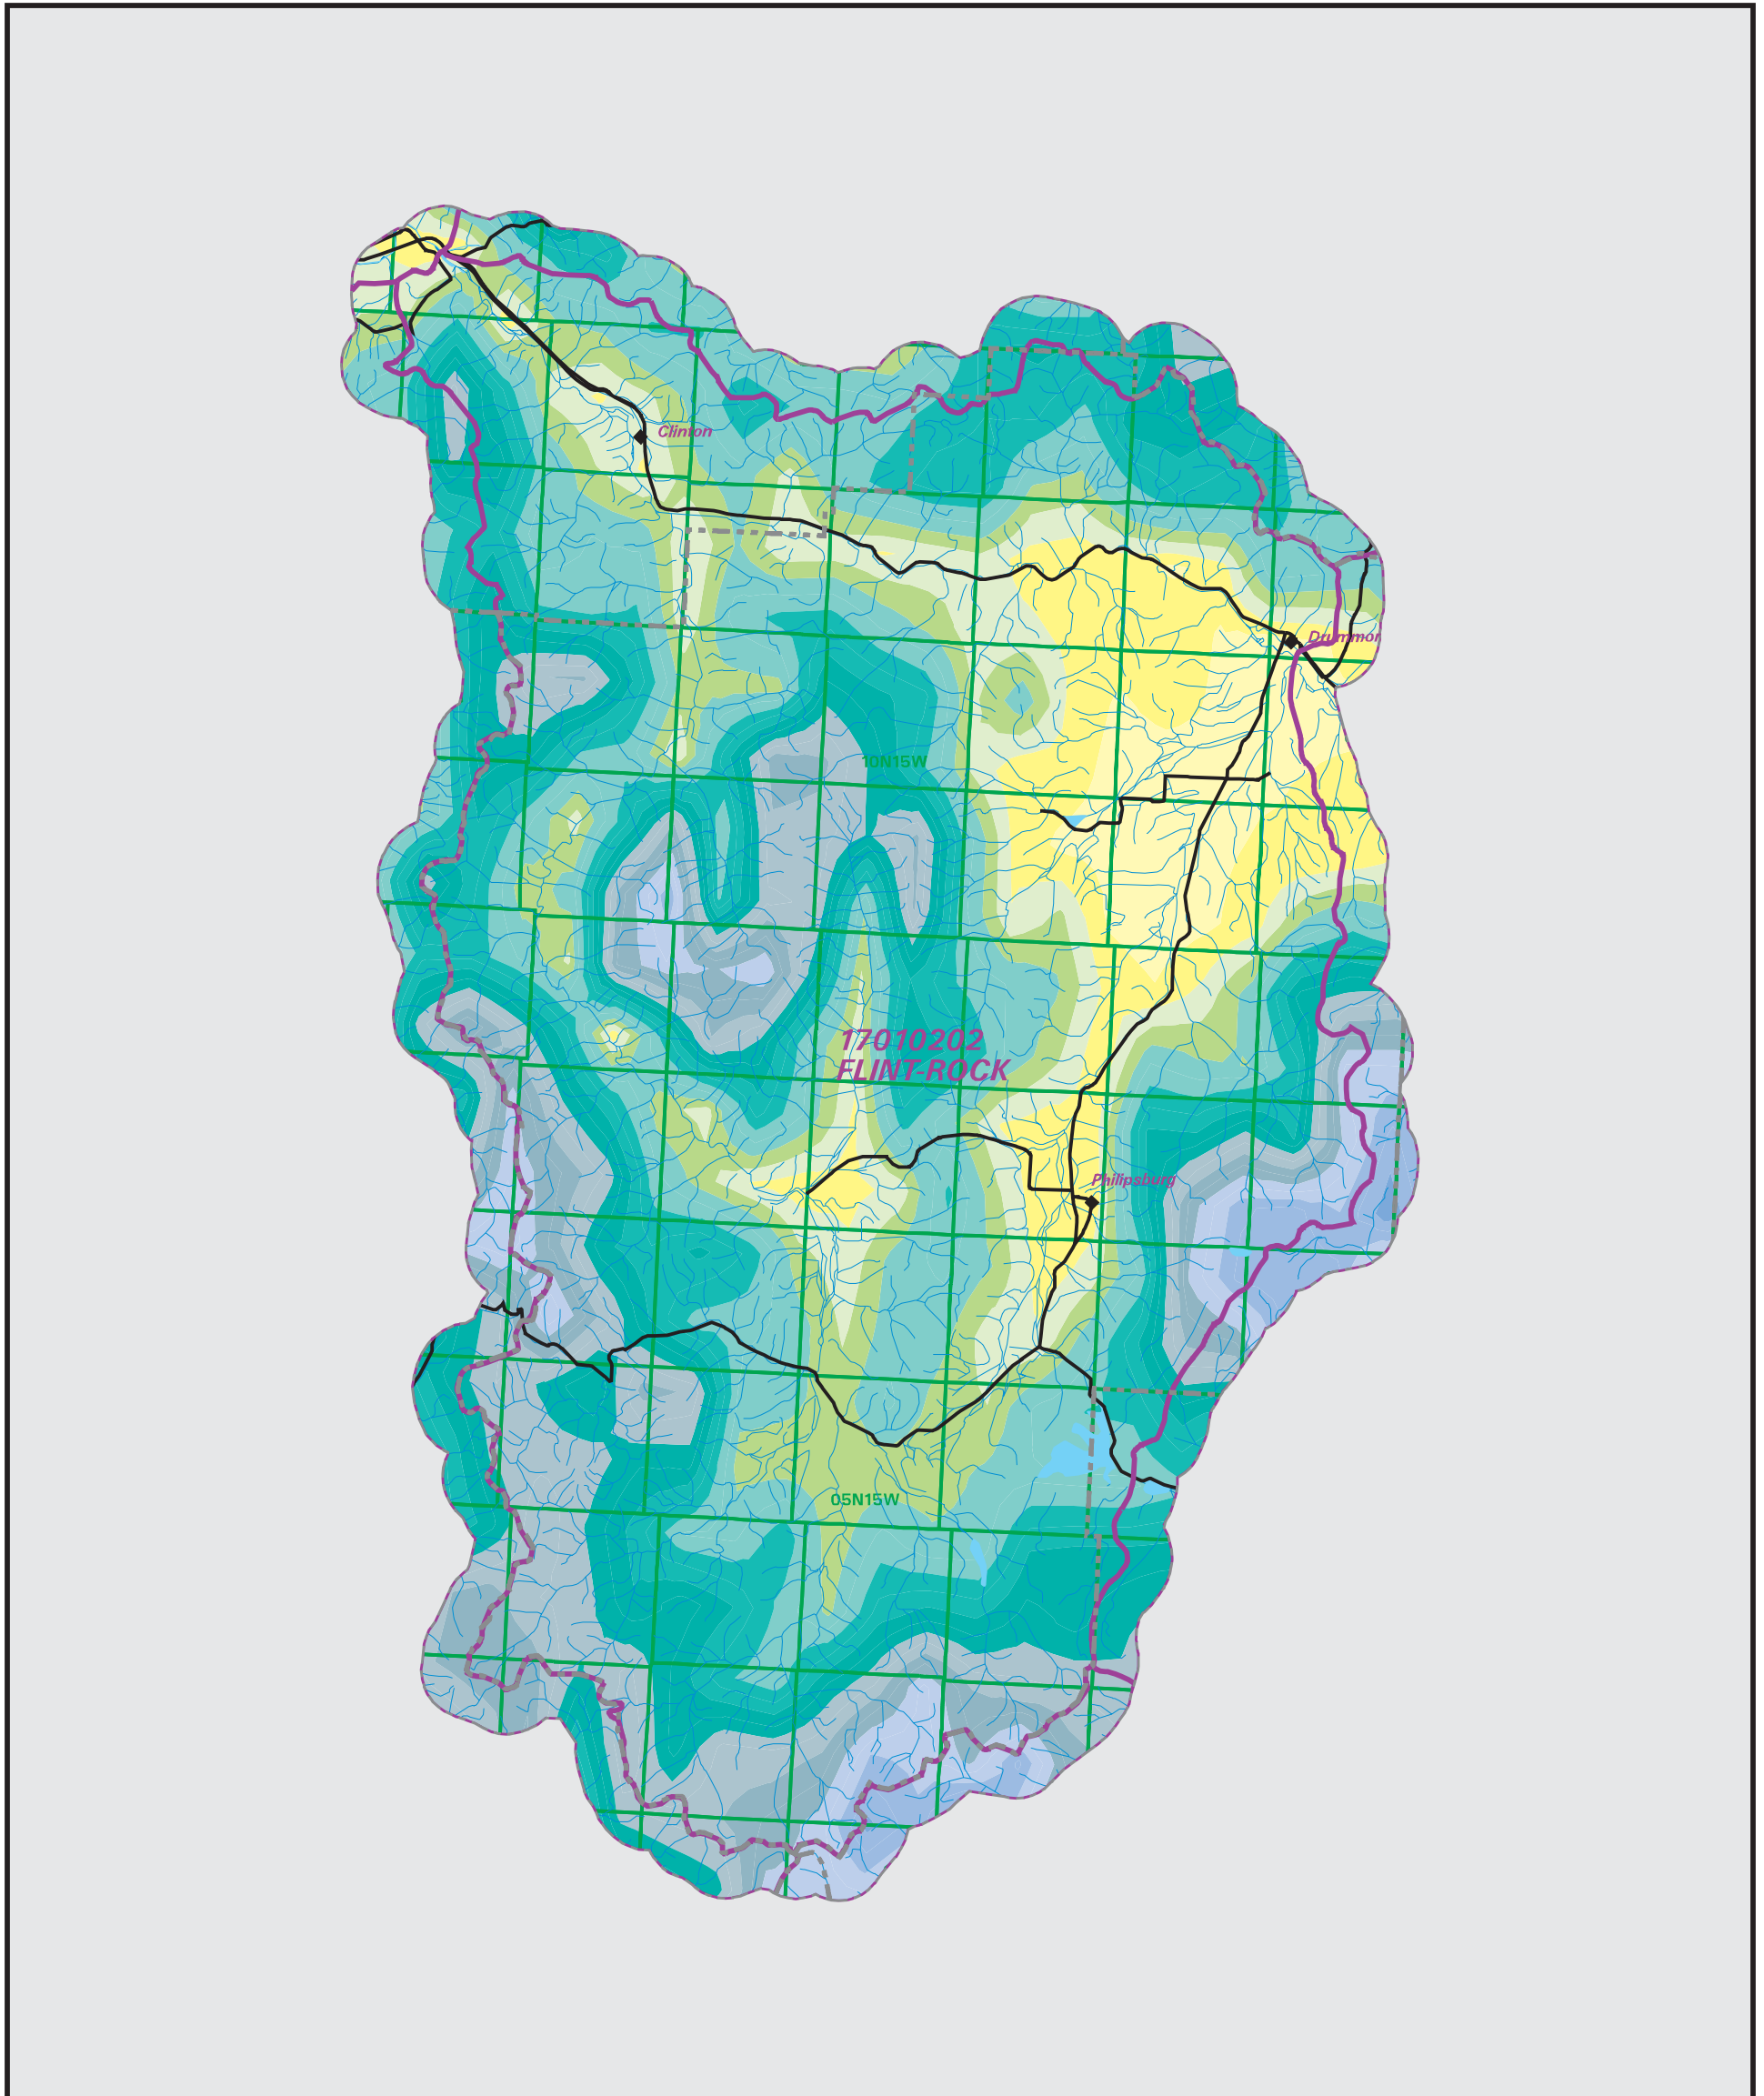 Clinton
Drummon
10N15W
17010202
FLINT-ROCK
Philipsburg
05N15W